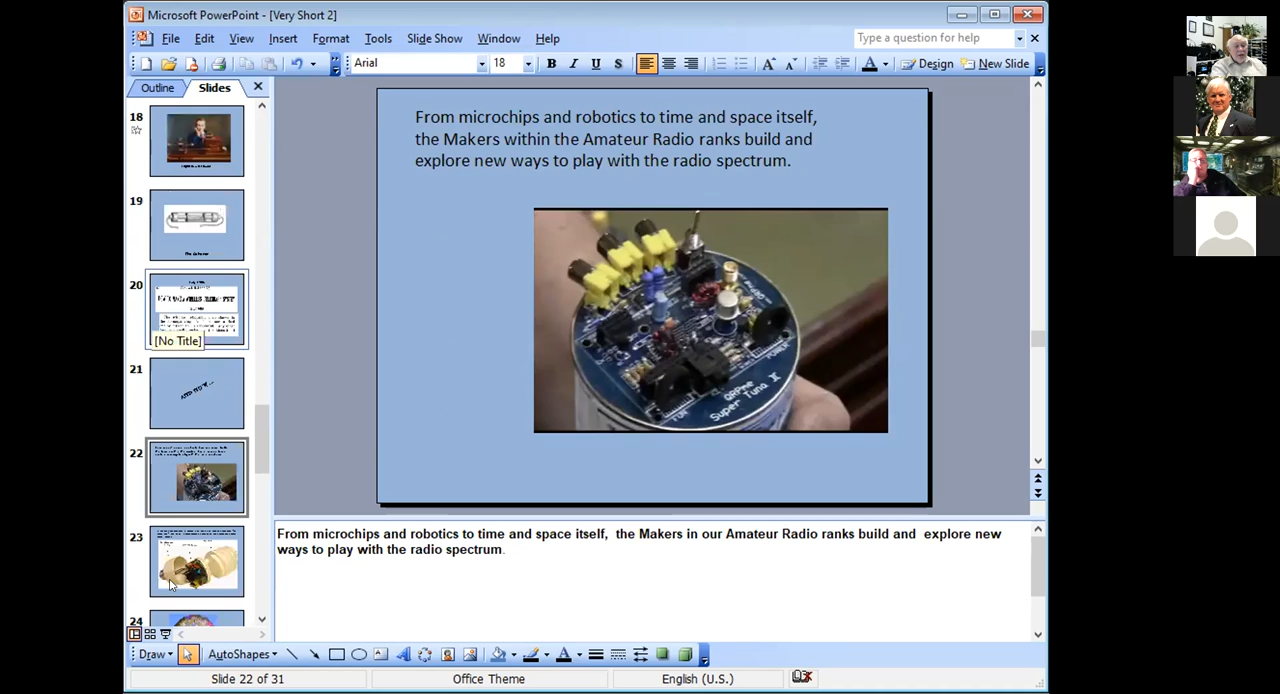 Microsoft PowerPoint - [Very Short 2]
File Edit View Insert Format Tools Slide Show Window Help
Type a question for help
Arial 18 B I U S A A A Design New Slide
Outline Slides
From microchips and robotics to time and space itself,
the Makers within the Amateur Radio ranks build and
explore new ways to play with the radio spectrum.
18
19
20
[No Title]
21
22
23
24
QRPme
Super Tuna II
POWER
From microchips and robotics to time and space itself, the Makers in our Amateur Radio ranks build and explore new
ways to play with the radio spectrum.
Draw AutoShapes A
Slide 22 of 31 Office Theme English (U.S.)